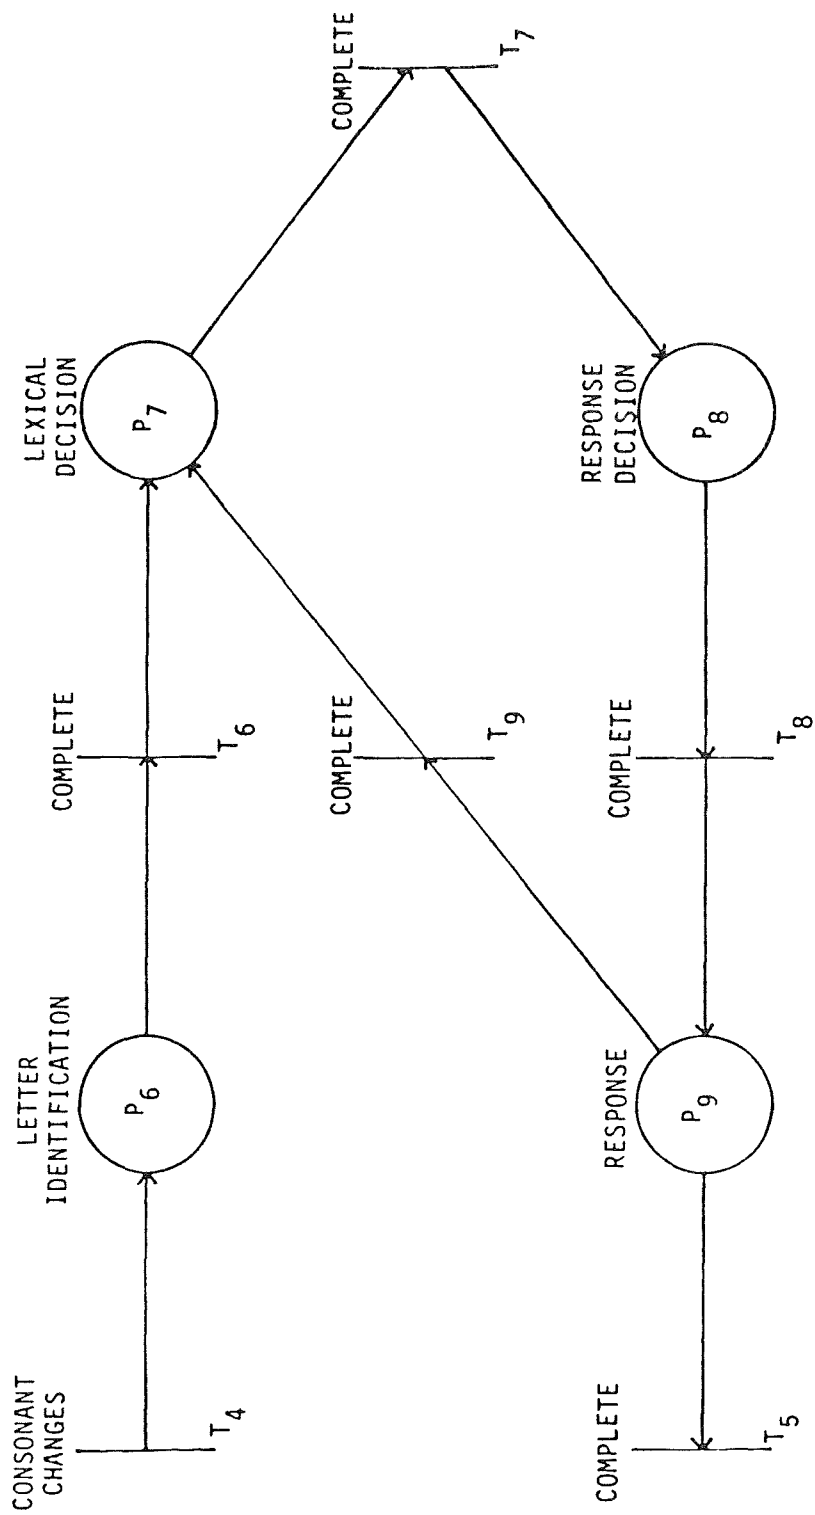 CONSONANT
CHANGES
T4
LETTER
IDENTIFICATION
P6
COMPLETE
T6
LEXICAL
DECISION
P7
COMPLETE
T9
COMPLETE
T7
COMPLETE
T5
RESPONSE
P9
COMPLETE
T8
RESPONSE
DECISION
P8